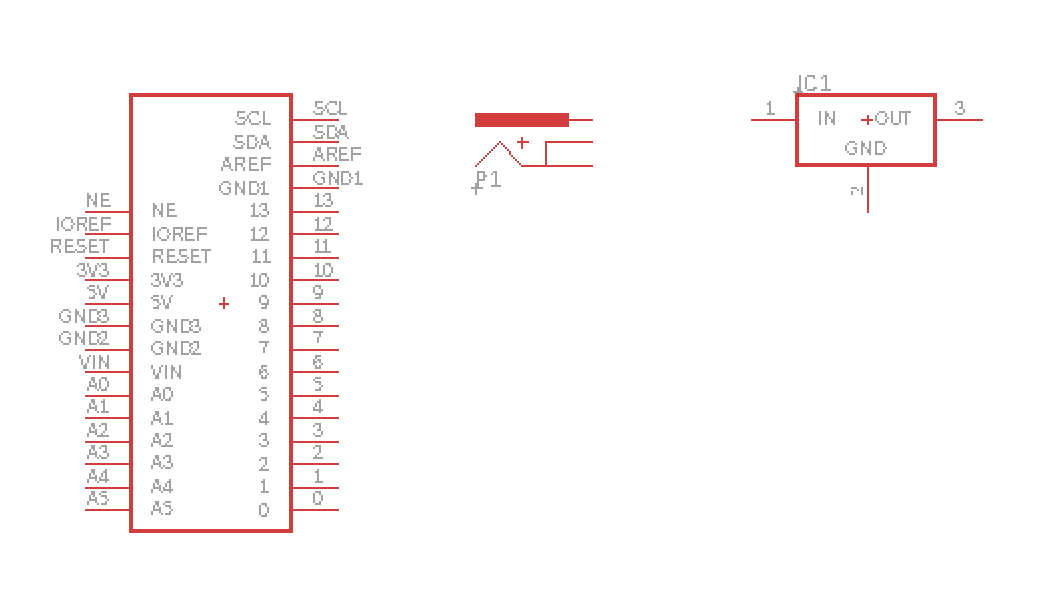 SCL SCL
SDA SDA
AREF AREF
GND1 GND1
NE NE 13 13
IOREF IOREF 12 12
RESET RESET 11 11
3V3 3V3 10 10
5V 5V 9 9
GND3 GND3 8 8
GND2 GND2 7 7
VIN VIN 6 6
A0 A0 5 5
A1 A1 4 4
A2 A2 3 3
A3 A3 2 2
A4 A4 1 1
A5 A5 0 0
P1
IC1
1 IN OUT 3
GND
2